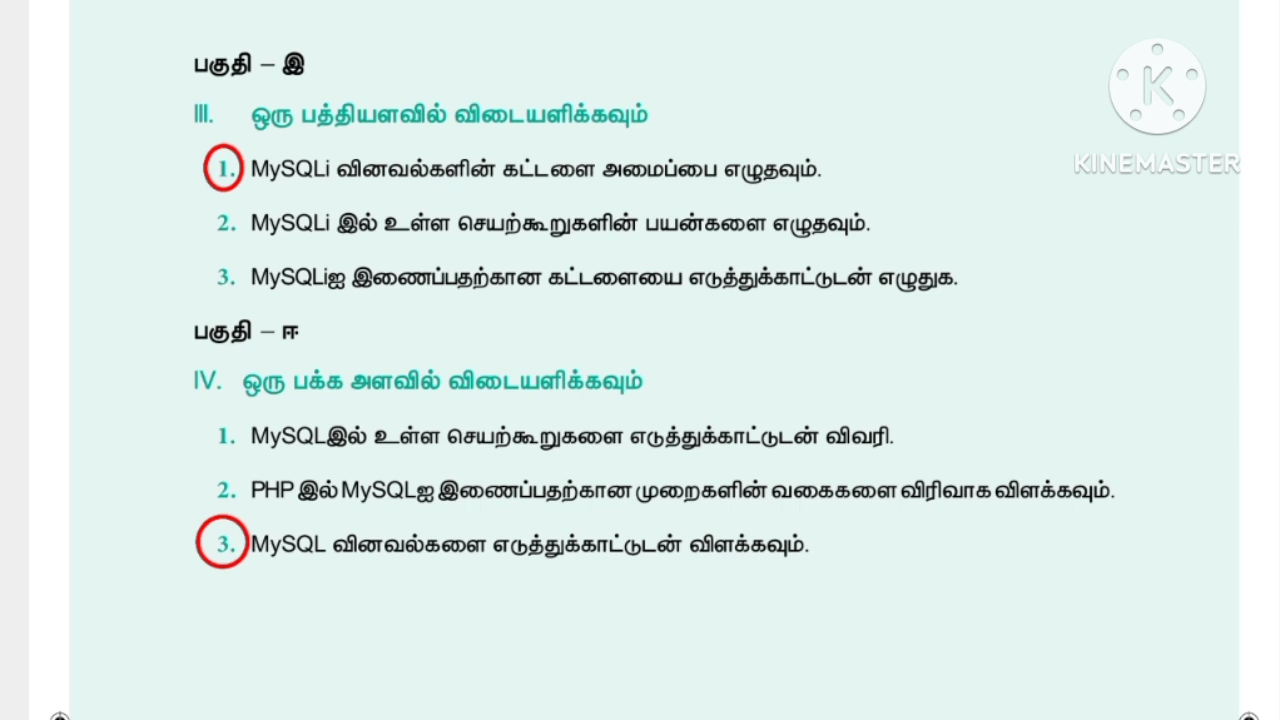 பகுதி – இ
III. ஒரு பத்தியளவில் விடையளிக்கவும்
1. MySQLi வினவல்களின் கட்டளை அமைப்பை எழுதவும்.
2. MySQLi இல் உள்ள செயற்கூறுகளின் பயன்களை எழுதவும்.
3. MySQLiஐ இணைப்பதற்கான கட்டளையை எடுத்துக்காட்டுடன் எழுதுக.
பகுதி – ஈ
IV. ஒரு பக்க அளவில் விடையளிக்கவும்
1. MySQLஇல் உள்ள செயற்கூறுகளை எடுத்துக்காட்டுடன் விவரி.
2. PHP இல் MySQLஐ இணைப்பதற்கான முறைகளின் வகைகளை விரிவாக விளக்கவும்.
3. MySQL வினவல்களை எடுத்துக்காட்டுடன் விளக்கவும்.
K
KINEMASTER